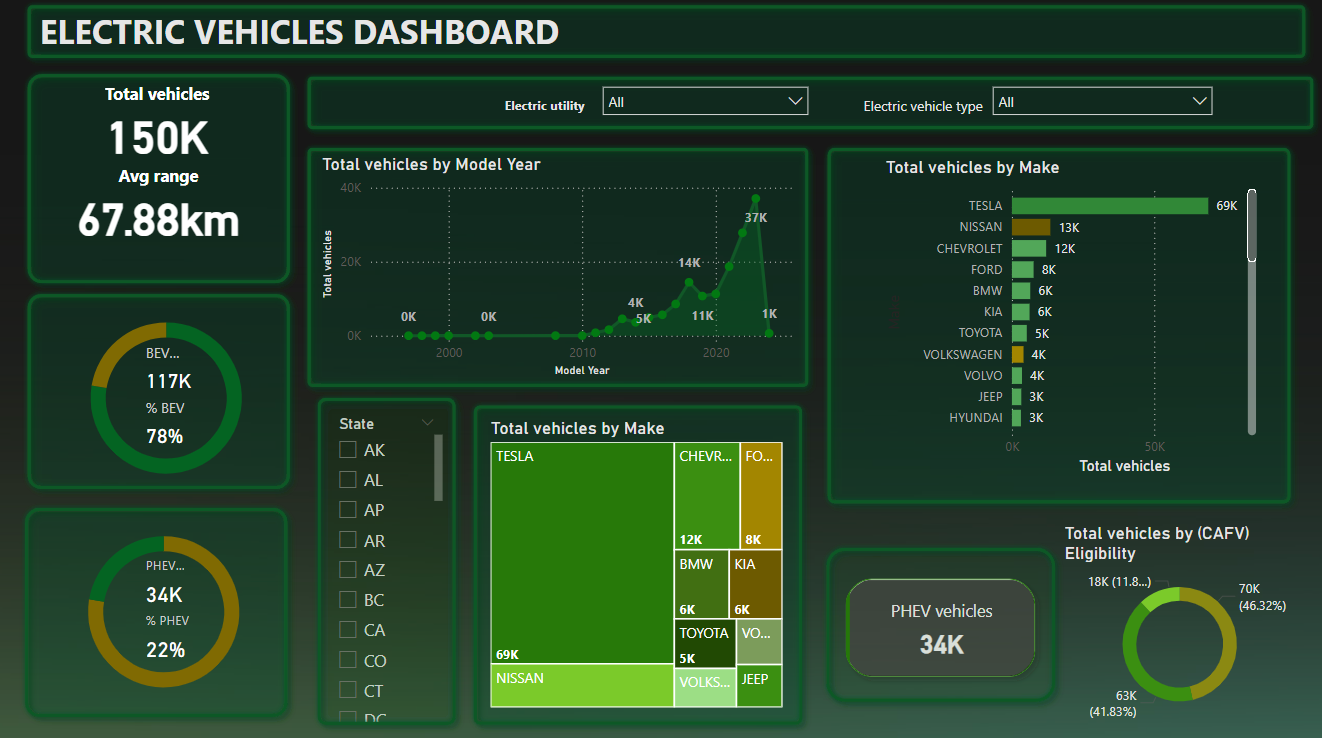 ELECTRIC VEHICLES DASHBOARD
Total vehicles
150K
Avg range
67.88km
Electric utility
All
Electric vehicle type
All
BEV...
117K
% BEV
78%
PHEV...
34K
% PHEV
22%
Total vehicles by Model Year
Total vehicles
40K
20K
0K
0K
0K
4K
5K
14K
11K
37K
1K
2000
2010
2020
Model Year
State
AK
AL
AP
AR
AZ
BC
CA
CO
CT
DC
Total vehicles by Make
TESLA
69K
NISSAN
CHEVR...
12K
FO...
8K
BMW
6K
KIA
6K
TOYOTA
5K
VO...
VOLKS...
JEEP
Total vehicles by Make
TESLA 69K
NISSAN 13K
CHEVROLET 12K
FORD 8K
BMW 6K
KIA 6K
TOYOTA 5K
VOLKSWAGEN 4K
VOLVO 4K
JEEP 3K
HYUNDAI 3K
0K
50K
Total vehicles
PHEV vehicles
34K
Total vehicles by (CAFV)
Eligibility
18K (11.8...)
70K
(46.32%)
63K
(41.83%)